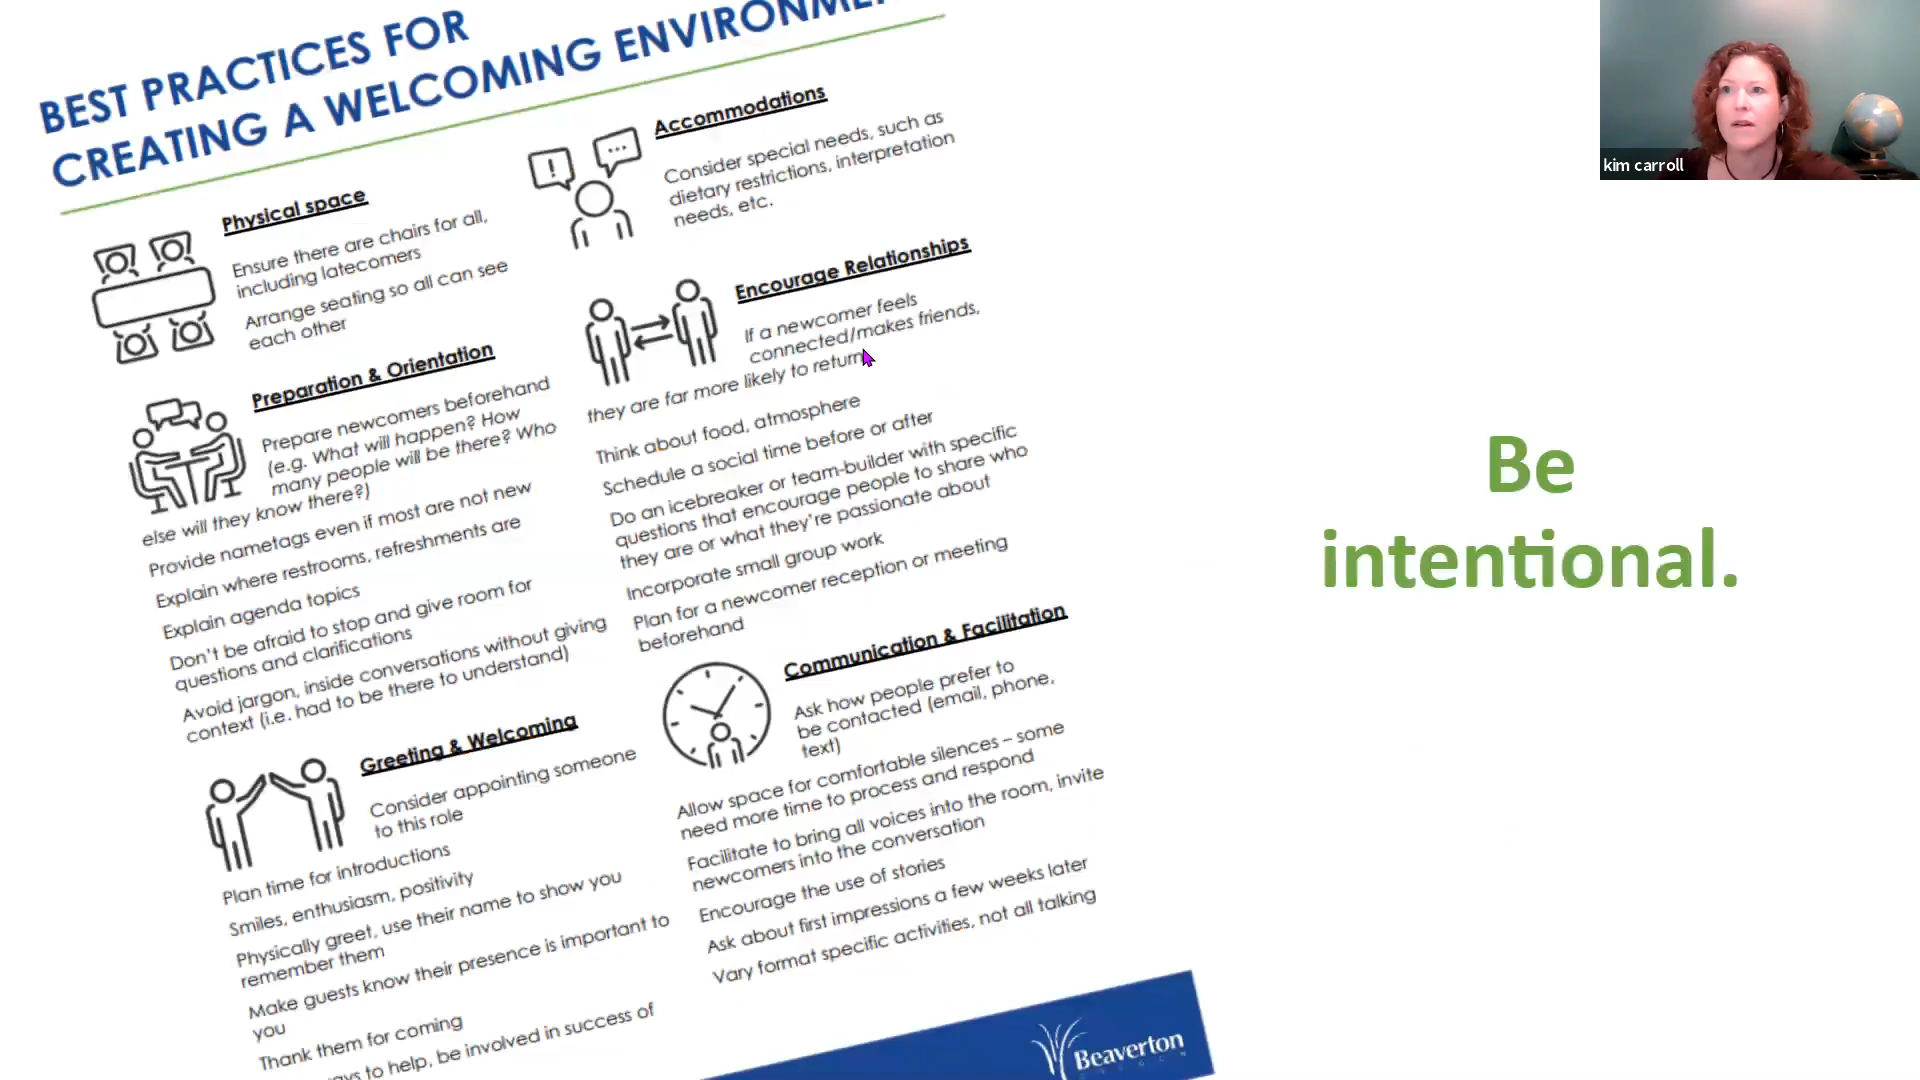 BEST PRACTICES FOR
CREATING A WELCOMING
Physical space
Ensure there are chairs for all,
including latecomers
Arrange seating so all can see
each other
Preparation & Orientation
Prepare newcomers beforehand
(e.g. What will happen? How
many people will be there? Who
else will they know there?)
Provide nametags even if most are not new
Explain where restrooms, refreshments are
Explain agenda topics
Don't be afraid to stop and give room for
questions and clarifications
Avoid jargon, inside conversations without giving
context (i.e. had to be there to understand)
Greeting & Welcoming
Consider appointing someone
to this role
Plan time for introductions
Smiles, enthusiasm, positivity
Physically greet, use their name to show you
remember them
Make guests know their presence is important to
you
Thank them for coming
to help, be involved in success of
Accommodations
Consider special needs, such as
dietary restrictions, interpretation
needs, etc.
Encourage Relationships
If a newcomer feels
connected/makes friends,
they are far more likely to return
Think about food, atmosphere
Schedule a social time before or after
Do an icebreaker or team-builder with specific
questions that encourage people to share who
they are or what they're passionate about
Incorporate small group work
Plan for a newcomer reception or meeting
beforehand
Communication & Facilitation
Ask how people prefer to
be contacted (email, phone,
text)
Allow space for comfortable silences – some
need more time to process and respond
Facilitate to bring all voices into the room, invite
newcomers into the conversation
Encourage the use of stories
Ask about first impressions a few weeks later
Vary format specific activities, not all talking
Beaverton
Be
intentional.
kim carroll